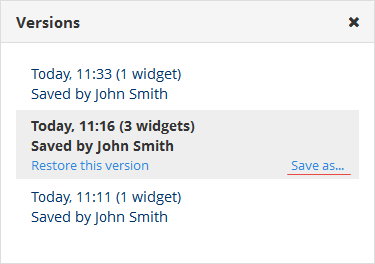 Versions
Today, 11:33 (1 widget)
Saved by John Smith
Today, 11:16 (3 widgets)
Saved by John Smith
Restore this version Save as...
Today, 11:11 (1 widget)
Saved by John Smith